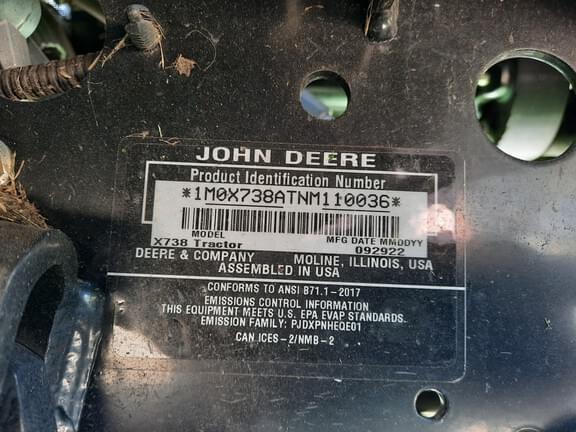 JOHN DEERE
Product Identification Number
*1M0X738ATNM110036*
MODEL MFG DATE MMDDYY
X738 Tractor 092922
DEERE & COMPANY MOLINE, ILLINOIS, USA
ASSEMBLED IN USA
CONFORMS TO ANSI B71.1-2017
EMISSIONS CONTROL INFORMATION
THIS EQUIPMENT MEETS U.S. EPA EVAP STANDARDS.
EMISSION FAMILY: PJDXPNHEQE01
CAN ICES-2/NMB-2